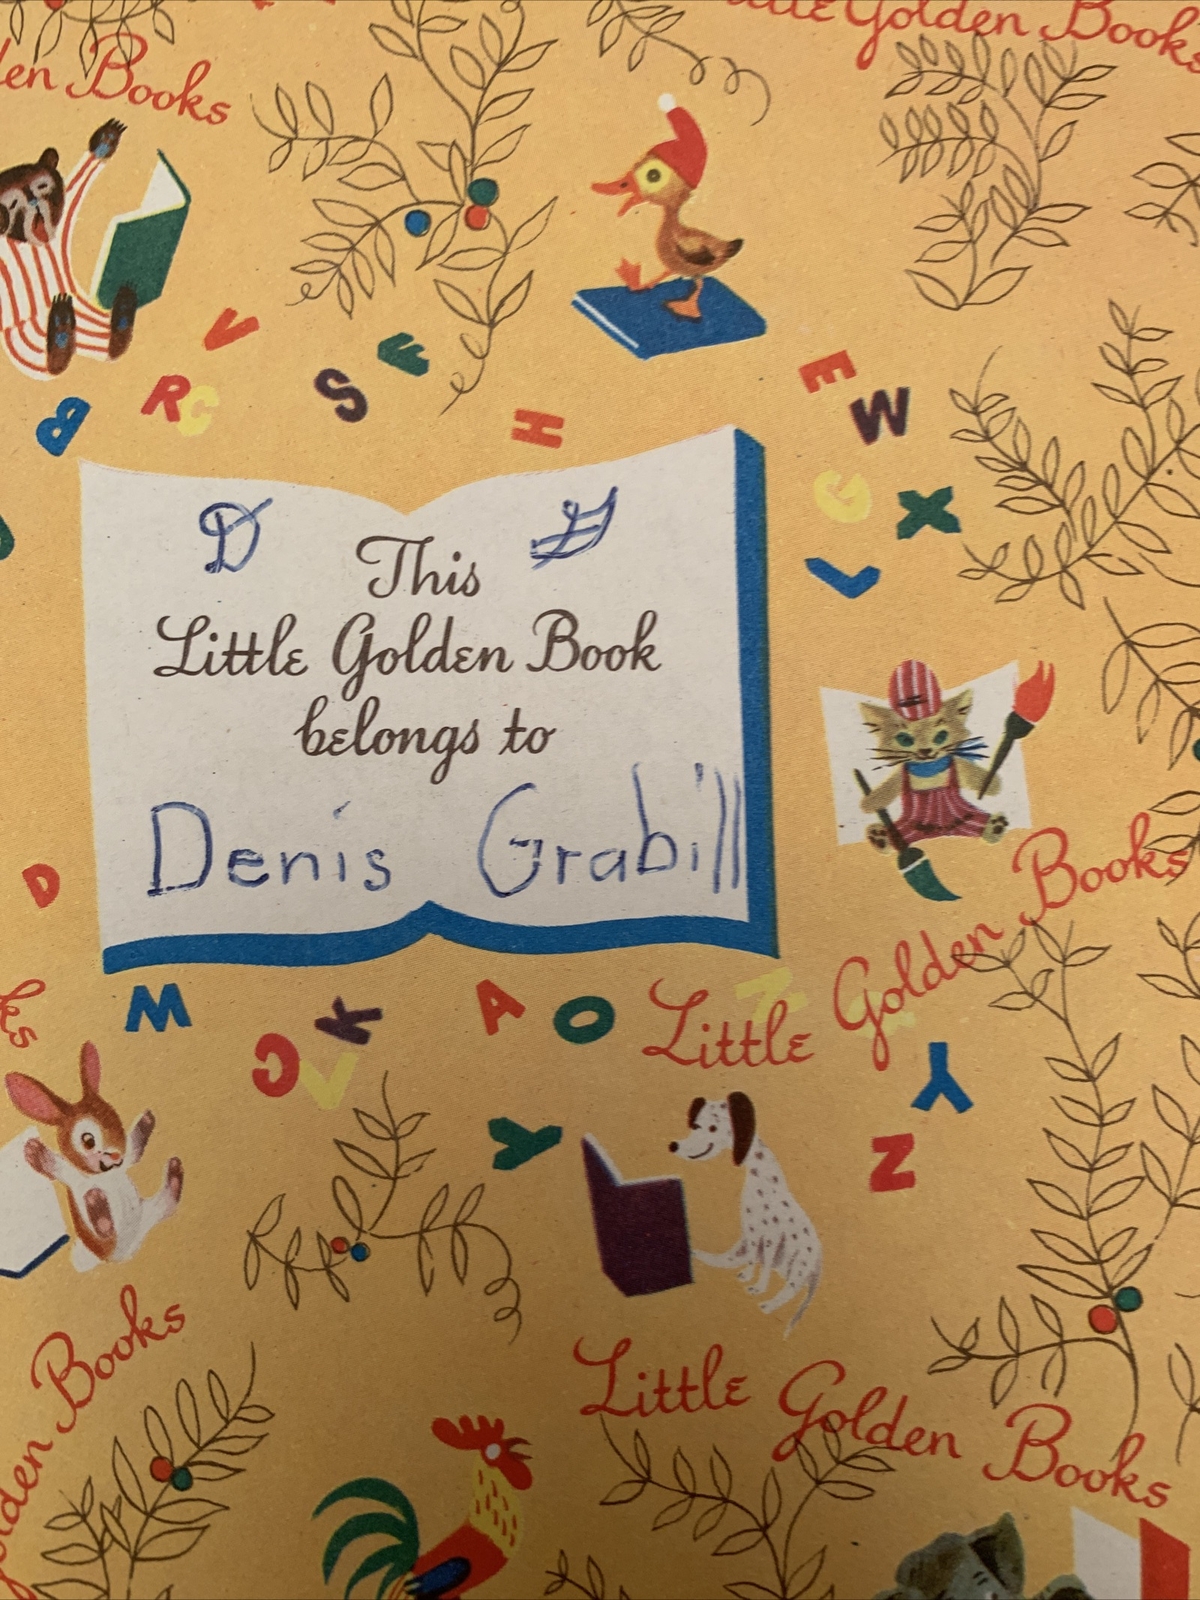 Little Golden Books
Books
V
F
R
C
S
B
H
E
W
G
X
L
D G
This
Little Golden Book
belongs to
Denis Grabill
D
Little Golden Books
W
K
A
O
Z
C
V
Y
Y
Z
Books
Little Golden Books